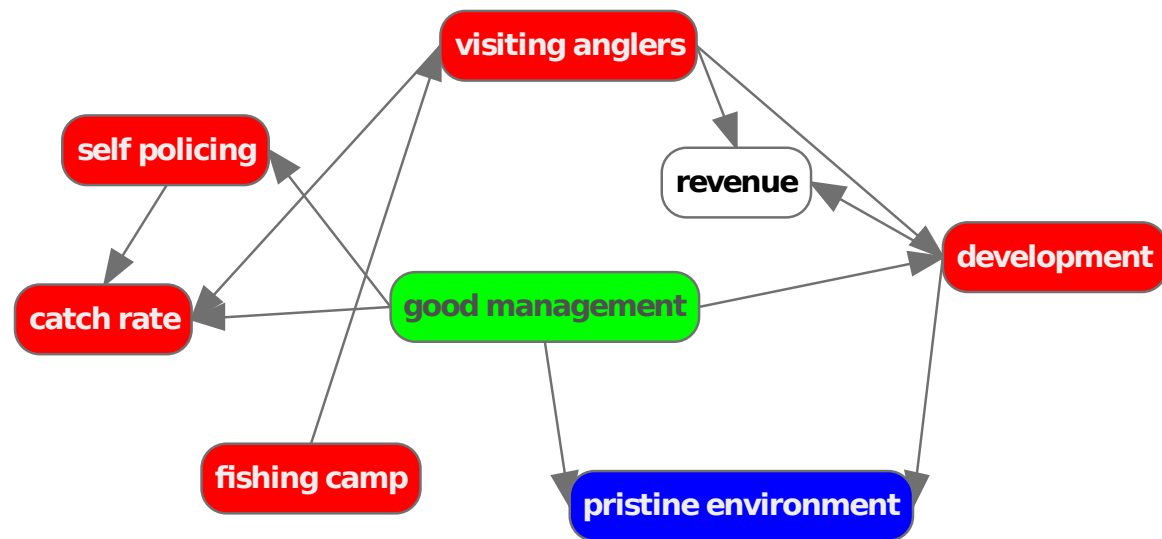 visiting anglers
self policing
revenue
development
good management
catch rate
fishing camp
pristine environment